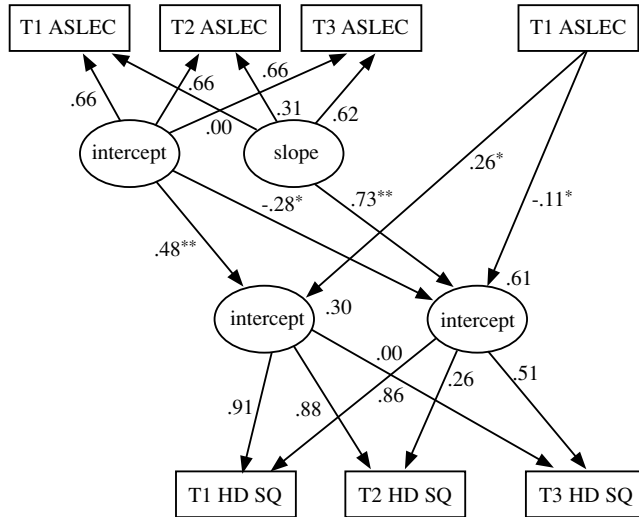 T1 ASLEC T2 ASLEC T3 ASLEC T1 ASLEC
.66 .66 .66
.00 .31 .62
intercept slope .26*
-.28* .73** -.11*
.48**
.61
intercept .30 intercept
.00
.91 .88 .86 .26 .51
T1 HD SQ T2 HD SQ T3 HD SQ